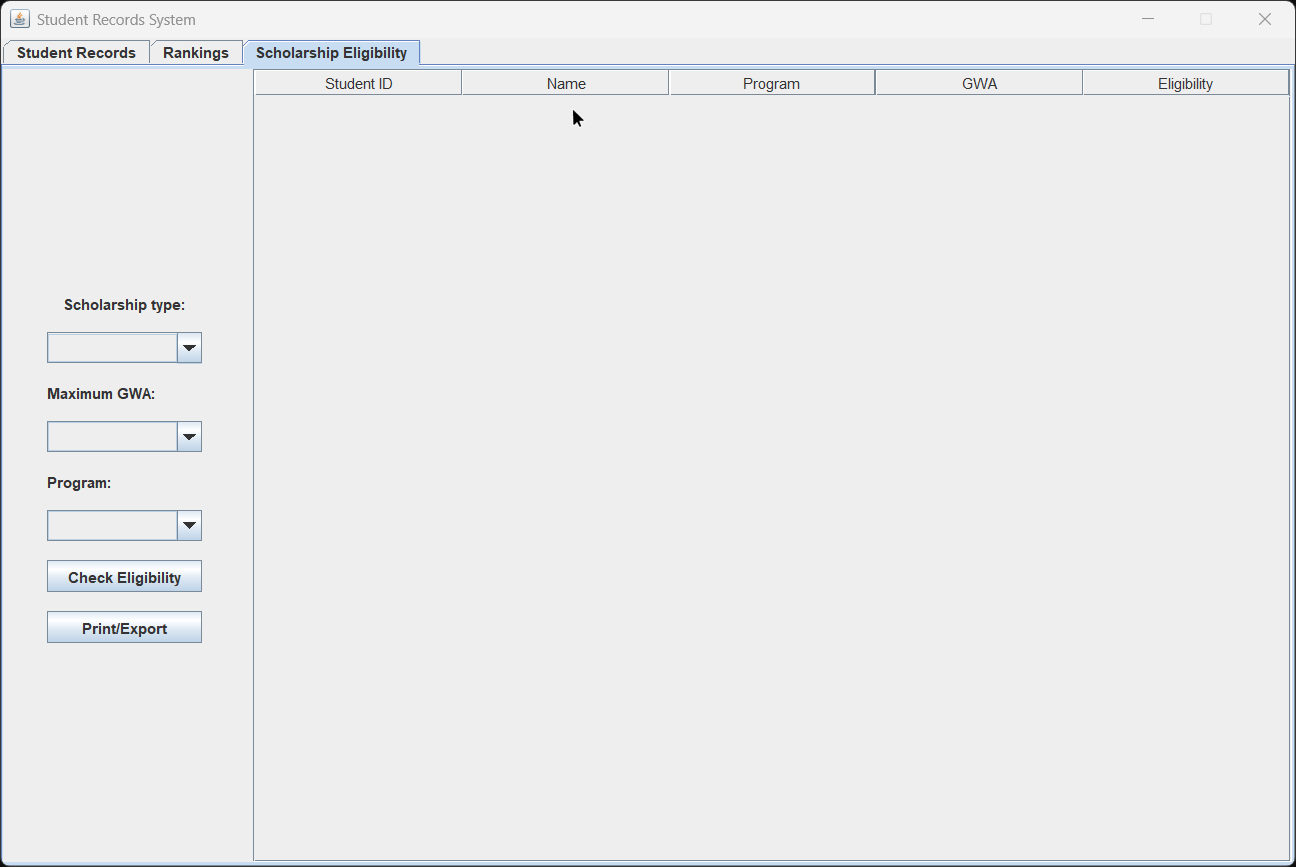 Student Records System
Student Records Rankings Scholarship Eligibility
Student ID Name Program GWA Eligibility
Scholarship type:
Maximum GWA:
Program:
Check Eligibility
Print/Export